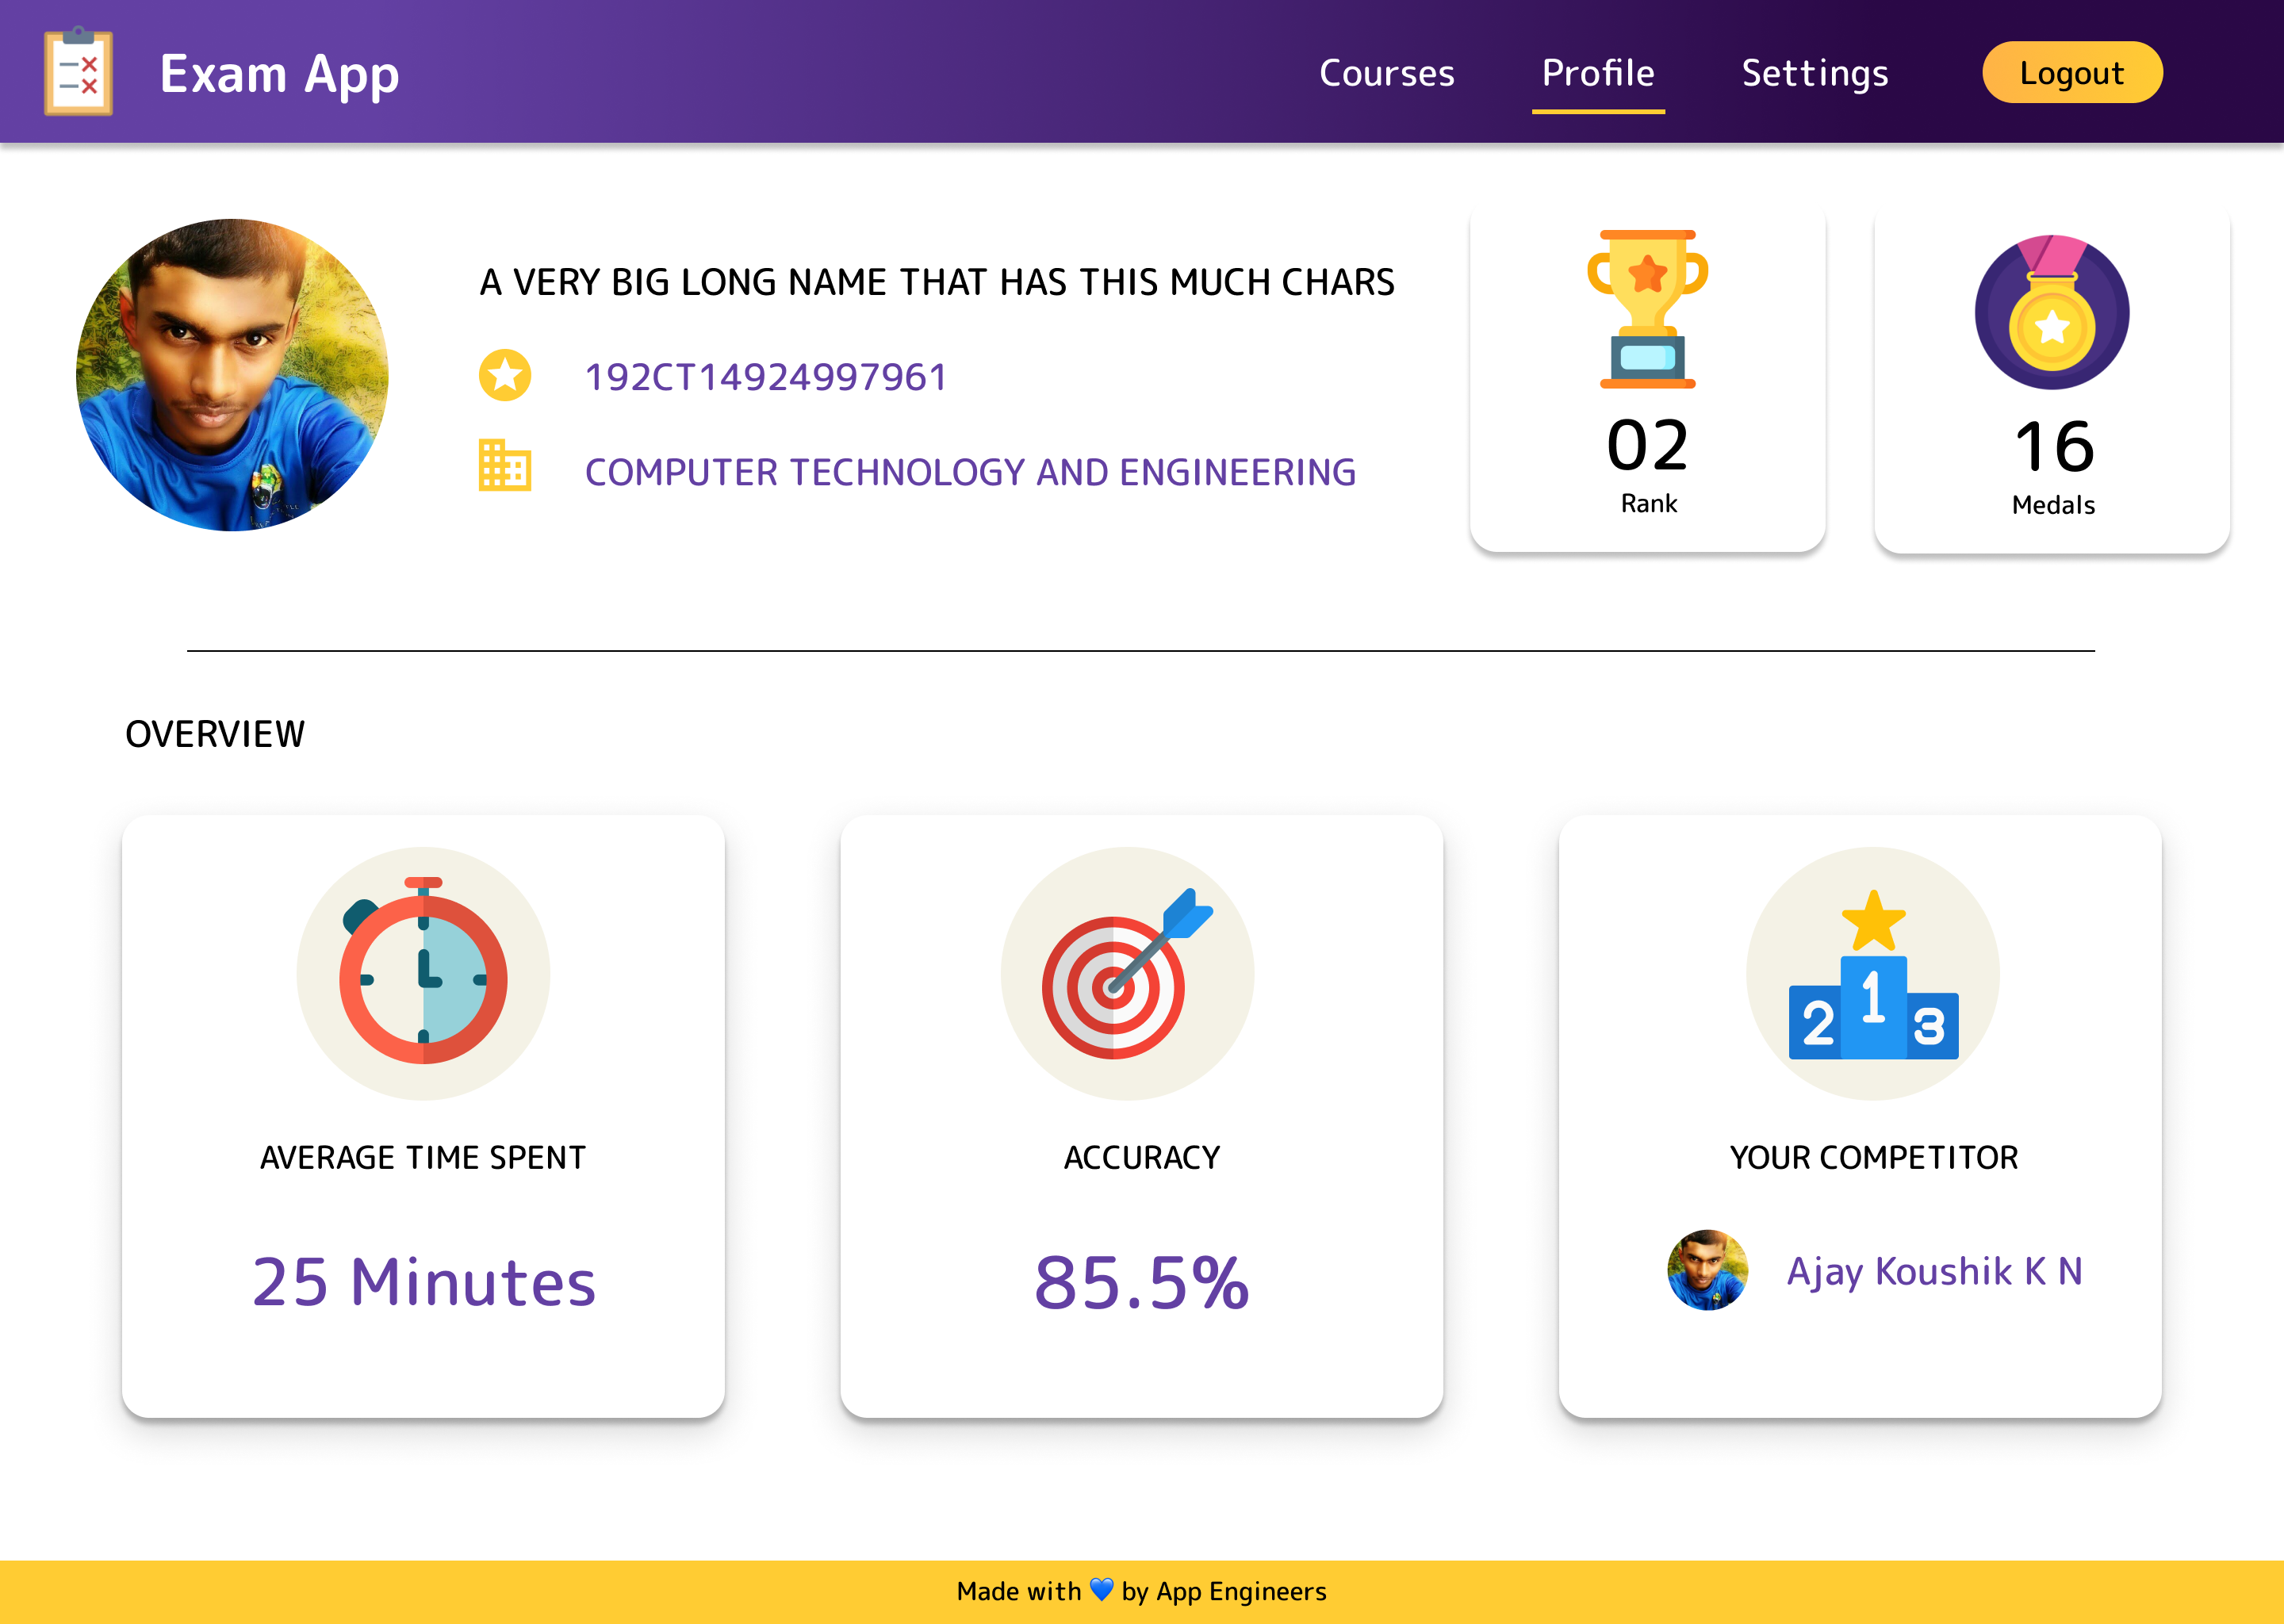 Exam App
Courses
Profile
Settings
Logout
A VERY BIG LONG NAME THAT HAS THIS MUCH CHARS
192CT14924997961
COMPUTER TECHNOLOGY AND ENGINEERING
02
Rank
16
Medals
OVERVIEW
AVERAGE TIME SPENT
25 Minutes
ACCURACY
85.5%
2 1 3
YOUR COMPETITOR
Ajay Koushik K N
Made with 💙 by App Engineers